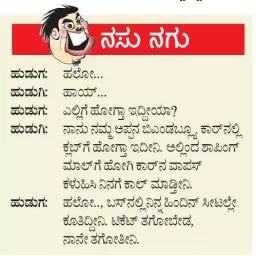 ನಸು ನಗು
ಹುಡುಗ: ಹಲೋ...
ಹುಡುಗಿ: ಹಾಯ್...
ಹುಡುಗ: ಎಲ್ಲಿಗೆ ಹೋಗ್ತಾ ಇದ್ದೀಯಾ?
ಹುಡುಗಿ: ನಾನು ನಮ್ಮ ಅಪ್ಪನ ಬಿಎಂಡಬ್ಲ್ಯೂ ಕಾರ್‌ನಲ್ಲಿ
ಕ್ಲಬ್‌ಗೆ ಹೋಗ್ತಾ ಇದೀನಿ. ಅಲ್ಲಿಂದ ಶಾಪಿಂಗ್
ಮಾಲ್‌ಗೆ ಹೋಗಿ ಕಾರ್‌ನ ವಾಪಸ್
ಕಳುಹಿಸಿ ನಿನಗೆ ಕಾಲ್ ಮಾಡ್ತೀನಿ.
ಹುಡುಗ: ಹಲೋ.., ಬಸ್‌ನಲ್ಲಿ ನಿನ್ನ ಹಿಂದಿನ್ ಸೀಟಲ್ಲೇ
ಕೂತಿದ್ದೀನಿ. ಟಿಕೆಟ್ ತಗೋಬೇಡ,
ನಾನೇ ತಗೋತೀನಿ.